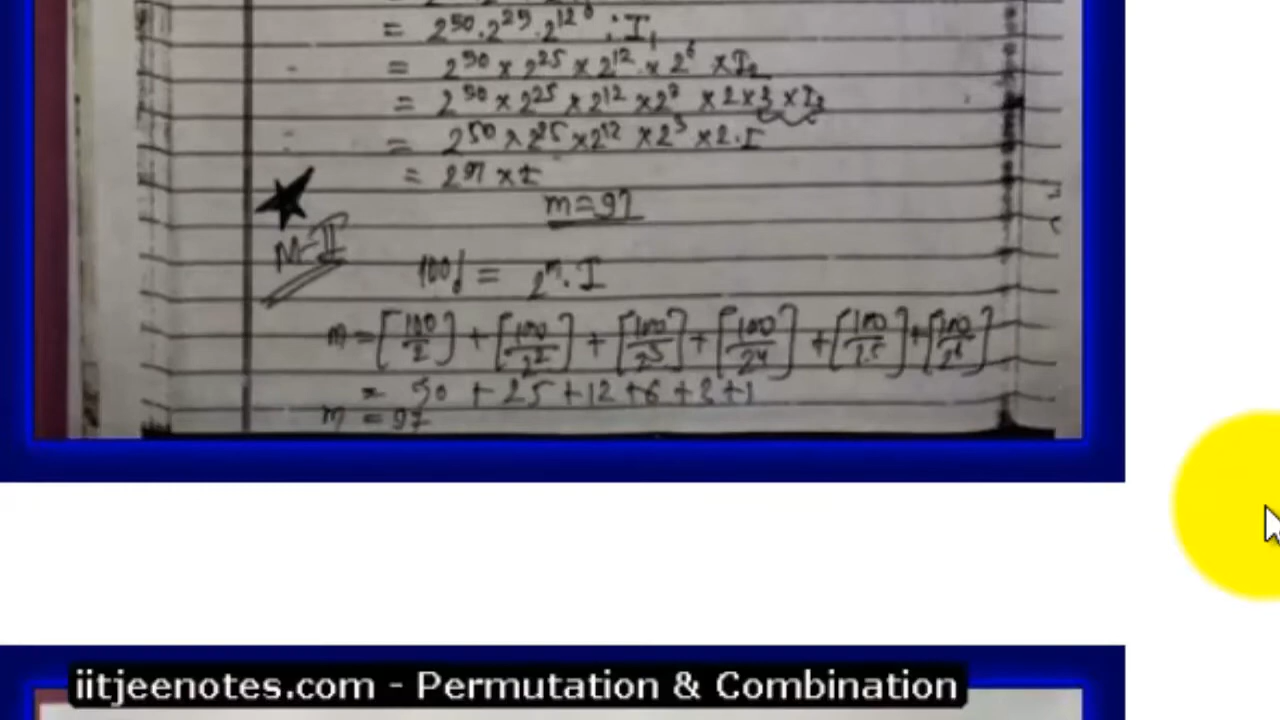 = 2^50 . 2^25 . 2^12 ⁰ : I₁
= 2^50 × 2^25 × 2^12 × 2^6 × I₂
= 2^50 × 2^25 × 2^12 × 2^3 × 2 × 3 × I₃
= 2^50 × 2^25 × 2^12 × 2^3 × 2 . I
= 2^97 × I
m = 97
M-II
100! = 2^n . I
m = [100/2] + [100/2^2] + [100/2^3] + [100/2^4] + [100/2^5] + [100/2^6]
= 50 + 25 + 12 + 6 + 3 + 1
m = 97
iitjeenotes.com - Permutation & Combination